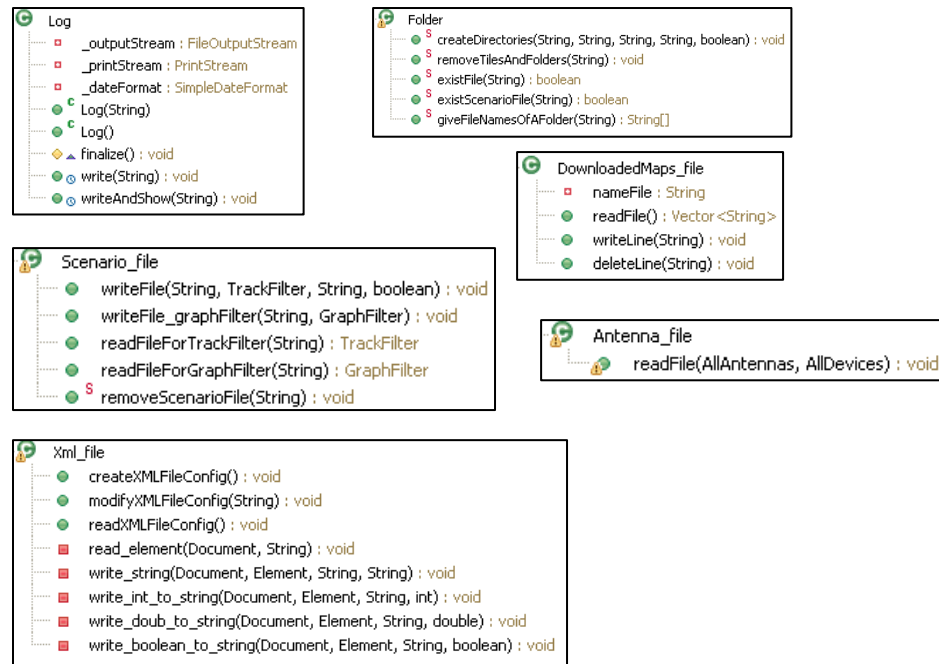 Log
_outputStream : FileOutputStream
_printStream : PrintStream
_dateFormat : SimpleDateFormat
Log(String)
Log()
finalize() : void
write(String) : void
writeAndShow(String) : void
Folder
createDirectories(String, String, String, String, boolean) : void
removeTilesAndFolders(String) : void
existFile(String) : boolean
existScenarioFile(String) : boolean
giveFileNamesOfAFolder(String) : String[]
DownloadedMaps_file
nameFile : String
readFile() : Vector<String>
writeLine(String) : void
deleteLine(String) : void
Scenario_file
writeFile(String, TrackFilter, String, boolean) : void
writeFile_graphFilter(String, GraphFilter) : void
readFileForTrackFilter(String) : TrackFilter
readFileForGraphFilter(String) : GraphFilter
removeScenarioFile(String) : void
Antenna_file
readFile(AllAntennas, AllDevices) : void
Xml_file
createXMLFileConfig() : void
modifyXMLFileConfig(String) : void
readXMLFileConfig() : void
read_element(Document, String) : void
write_string(Document, Element, String, String) : void
write_int_to_string(Document, Element, String, int) : void
write_doub_to_string(Document, Element, String, double) : void
write_boolean_to_string(Document, Element, String, boolean) : void